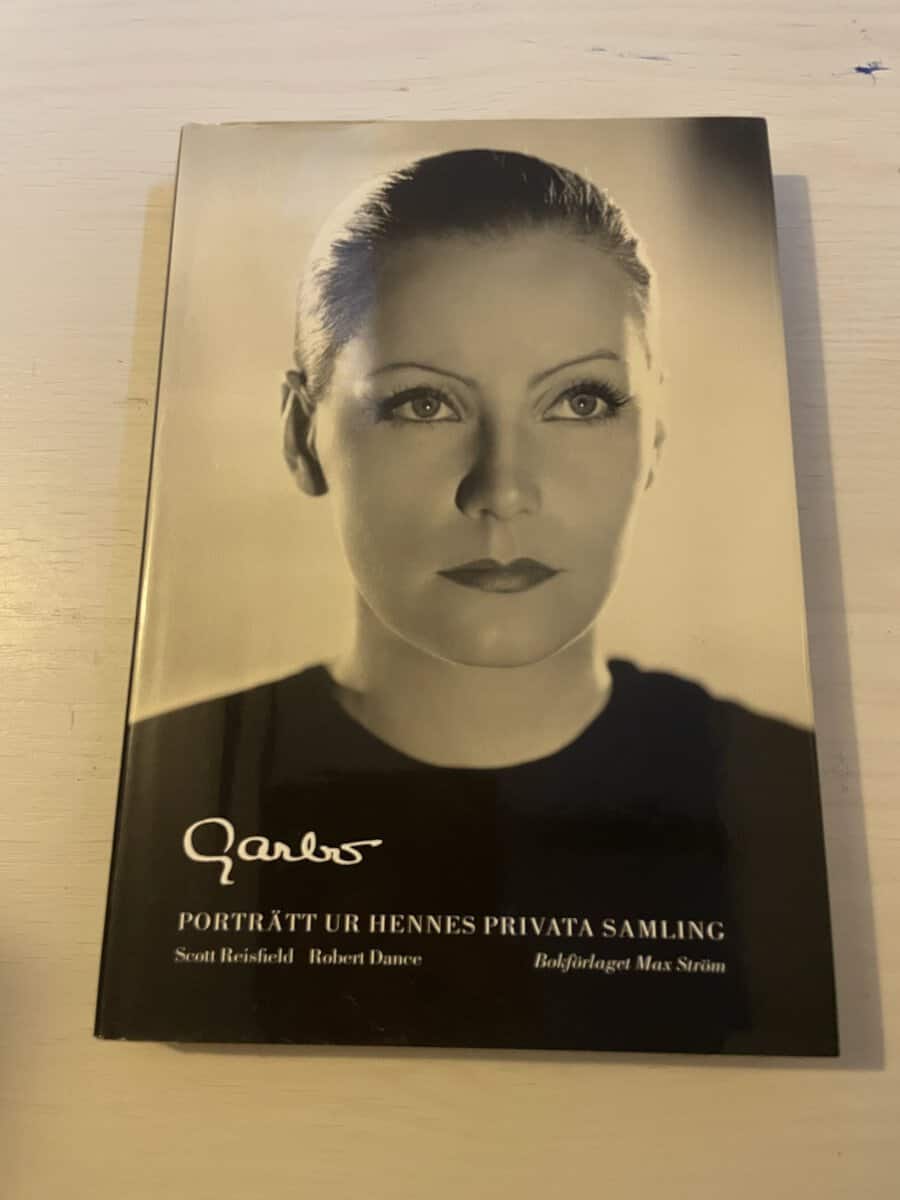 Garbo
PORTRÄTT UR HENNES PRIVATA SAMLING
Scott Reisfield Robert Dance Bokförlaget Max Ström